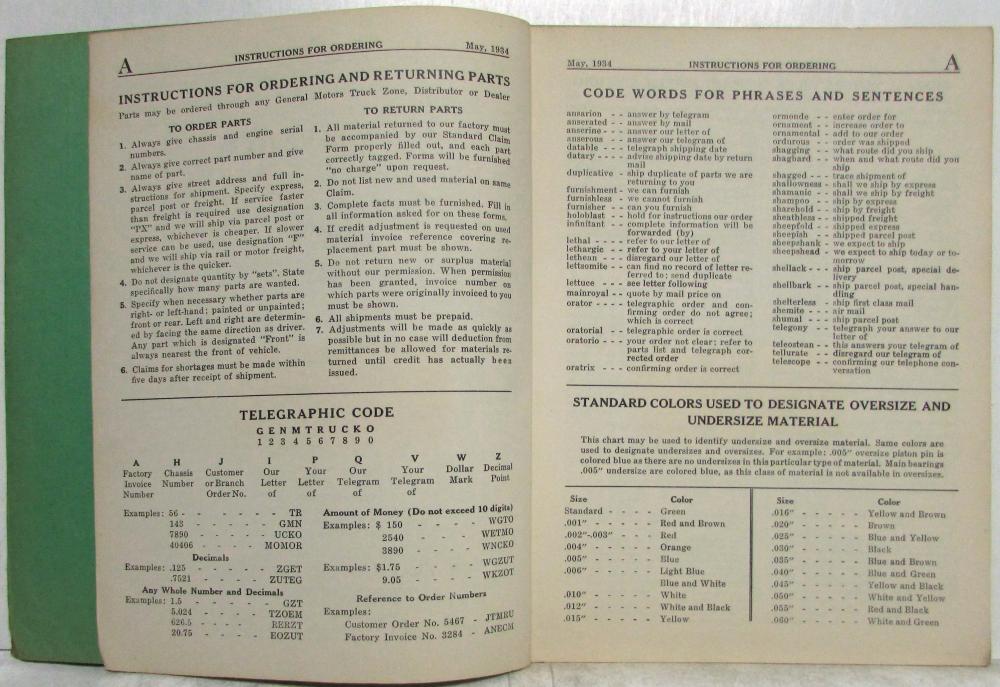 A INSTRUCTIONS FOR ORDERING May, 1934
INSTRUCTIONS FOR ORDERING AND RETURNING PARTS
Parts may be ordered through any General Motors Truck Zone, Distributor or Dealer
TO ORDER PARTS
1. Always give chassis and engine serial
numbers.
2. Always give correct part number and give
name of part.
3. Always give street address and full in-
structions for shipment. Specify express,
parcel post or freight. If service faster
than freight is required use designation
"PX" and we will ship via parcel post or
express, whichever is cheaper. If slower
service can be used, use designation "F"
and we will ship via rail or motor freight,
whichever is the quicker.
4. Do not designate quantity by "sets". State
specifically how many parts are wanted.
5. Specify when necessary whether parts are
right- or left-hand; painted or unpainted;
front or rear. Left and right are determin-
ed by facing the same direction as driver.
Any part which is designated "Front" is
always nearest the front of vehicle.
6. Claims for shortages must be made within
five days after receipt of shipment.
TO RETURN PARTS
1. All material returned to our factory must
be accompanied by our Standard Claim
Form properly filled out, and each part
correctly tagged. Forms will be furnished
"no charge" upon request.
2. Do not list new and used material on same
Claim.
3. Complete facts must be furnished. Fill in
all information asked for on these forms.
4. If credit adjustment is requested on used
material invoice reference covering re-
placement part must be shown.
5. Do not return new or surplus material
without our permission. When permission
has been granted, invoice number on
which parts were originally invoiced to you
must be shown.
6. All shipments must be prepaid.
7. Adjustments will be made as quickly as
possible but in no case will deduction from
remittances be allowed for materials re-
turned until credit has actually been
issued.
TELEGRAPHIC CODE
G E N M T R U C K O
1 2 3 4 5 6 7 8 9 0
A H J I P Q V W Z
Factory Chassis Customer Our Your Our Your Dollar Decimal
Invoice Number or Branch Letter Letter Telegram Telegram Mark Point
Number Order No. of of of of
Examples: 56 - - - - - - TR
143 - - - - - GMN
7890 - - - - - UCKO
40406 - - - - - MOMOR
Decimals
Examples: .125 - - - - - ZGET
.7521 - - - - - ZUTEG
Any Whole Number and Decimals
Examples: 1.5 - - - - - GZT
5.024 - - - - - TZOEM
626.5 - - - - - RERZT
20.75 - - - - - EOZUT
Amount of Money (Do not exceed 10 digits)
Examples: $ 150 - - - - WGTO
2540 - - - - WETMO
3890 - - - - WNCKO
Examples: $1.75 - - - - WGZUT
9.05 - - - - WKZOT
Reference to Order Numbers
Examples:
Customer Order No. 5467 - JTMRU
Factory Invoice No. 3284 - ANECM
May, 1934 INSTRUCTIONS FOR ORDERING A
CODE WORDS FOR PHRASES AND SENTENCES
ansarion - - answer by telegram
anserated - - answer by mail
anserine - - - answer our letter of
anserous - - - answer our telegram of
datable - - - telegraph shipping date
datary - - - - advise shipping date by return
mail
duplicative - ship duplicate of parts we are
returning to you
furnishment - we can furnish
furnishless - - we cannot furnish
furnisher - - can you furnish
holoblast - - hold for instructions our order
infinitant - - complete information will be
forwarded (by)
lethal - - - - refer to our letter of
lethargic - - refer to your letter of
lethean - - - disregard our letter of
lettsomite - - can find no record of letter re-
ferred to; send duplicate
lettuce - - - see letter following
mainroyal - - quote by mail price on
orator - - - - telegraphic order and con-
firming order do not agree;
which is correct
oratorial - - telegraphic order is correct
oratorio - - - your order not clear; refer to
parts list and telegraph cor-
rected order
oratrix - - - confirming order is correct
ormonde - - enter order for
ornament - - increase order to
ornamental - - add to our order
ordurous - - order was shipped
shagging - - what route did you ship
shagbard - - when and what route did you
ship
shagged - - - trace shipment of
shallowness - shall we ship by express
shamanic - - shall we ship by freight
shampoo - - ship by express
sharehold - - ship by freight
sheathless - - shipped freight
sheepfold - - shipped express
sheepish - - shipped parcel post
sheepshank - - we expect to ship
sheepshead - - we expect to ship today or to-
morrow
shellack - - - ship parcel post, special de-
livery
shellbark - - ship parcel post, special han-
dling
shelterless - - ship first class mail
shemite - - - air mail
shumal - - - ship parcel post
telegony - - telegraph your answer to our
letter of
teleostean - - this answers your telegram of
tellurate - - disregard our telegram of
telescope - - confirming our telephone con-
versation
STANDARD COLORS USED TO DESIGNATE OVERSIZE AND
UNDERSIZE MATERIAL
This chart may be used to identify undersize and oversize material. Same colors are
used to designate undersizes and oversizes. For example: .005" oversize piston pin is
colored blue as there are no undersizes in this particular type of material. Main bearings
.005" undersize are colored blue, as this class of material is not available in oversizes.
Size Color
Standard - - - - Green
.001" - - - - - Red and Brown
.002"-.003" - - - Red
.004" - - - - - Orange
.005" - - - - - Blue
.006" - - - - - Light Blue
Blue and White
.010" - - - - - White
.012" - - - - - White and Black
.015" - - - - - Yellow
Size Color
.016" - - - - - Yellow and Brown
.020" - - - - - Brown
.025" - - - - - Blue and Yellow
.030" - - - - - Black
.035" - - - - - Blue and Brown
.040" - - - - - Blue and Green
.045" - - - - - Yellow and Black
.050" - - - - - White and Yellow
.055" - - - - - Red and Black
.060" - - - - - White and Green